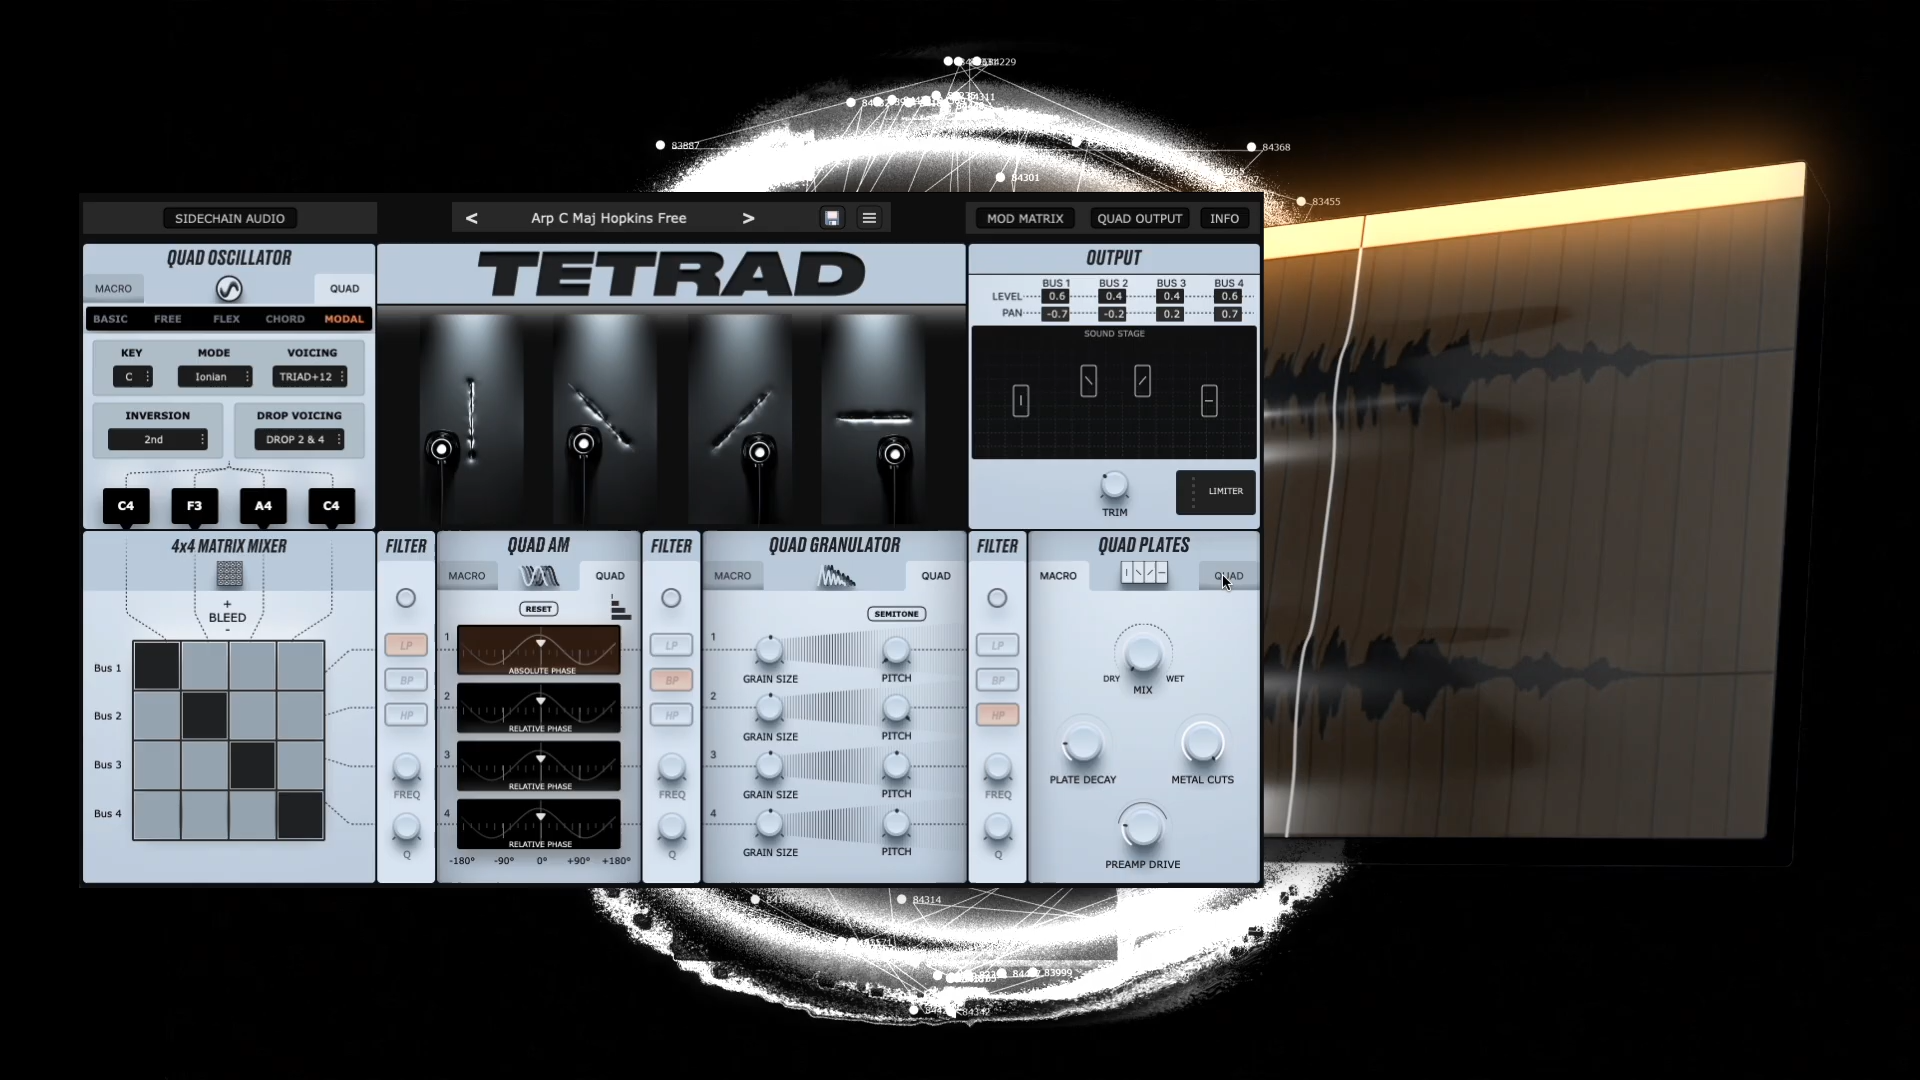 84229
84311
83887
84368
84301
83455
SIDECHAIN AUDIO
< Arp C Maj Hopkins Free >
MOD MATRIX
QUAD OUTPUT
INFO
QUAD OSCILLATOR
MACRO
QUAD
BASIC FREE FLEX CHORD MODAL
KEY MODE VOICING
C Ionian TRIAD+12
INVERSION DROP VOICING
2nd DROP 2 & 4
C4 F3 A4 C4
TETRAD
OUTPUT
BUS 1 BUS 2 BUS 3 BUS 4
LEVEL 0.6 0.4 0.4 0.6
PAN -0.7 -0.2 0.2 0.7
SOUND STAGE
TRIM
LIMITER
4x4 MATRIX MIXER
+
BLEED
-
Bus 1
Bus 2
Bus 3
Bus 4
FILTER
LP
BP
HP
FREQ
Q
QUAD AM
MACRO QUAD
RESET
1
ABSOLUTE PHASE
2
RELATIVE PHASE
3
RELATIVE PHASE
4
RELATIVE PHASE
-180° -90° 0° +90° +180°
FILTER
LP
BP
HP
FREQ
Q
QUAD GRANULATOR
MACRO QUAD
SEMITONE
1
GRAIN SIZE PITCH
2
GRAIN SIZE PITCH
3
GRAIN SIZE PITCH
4
GRAIN SIZE PITCH
FILTER
LP
BP
HP
FREQ
Q
QUAD PLATES
MACRO QUAD
DRY WET
MIX
PLATE DECAY METAL CUTS
PREAMP DRIVE
84314
83999
84342